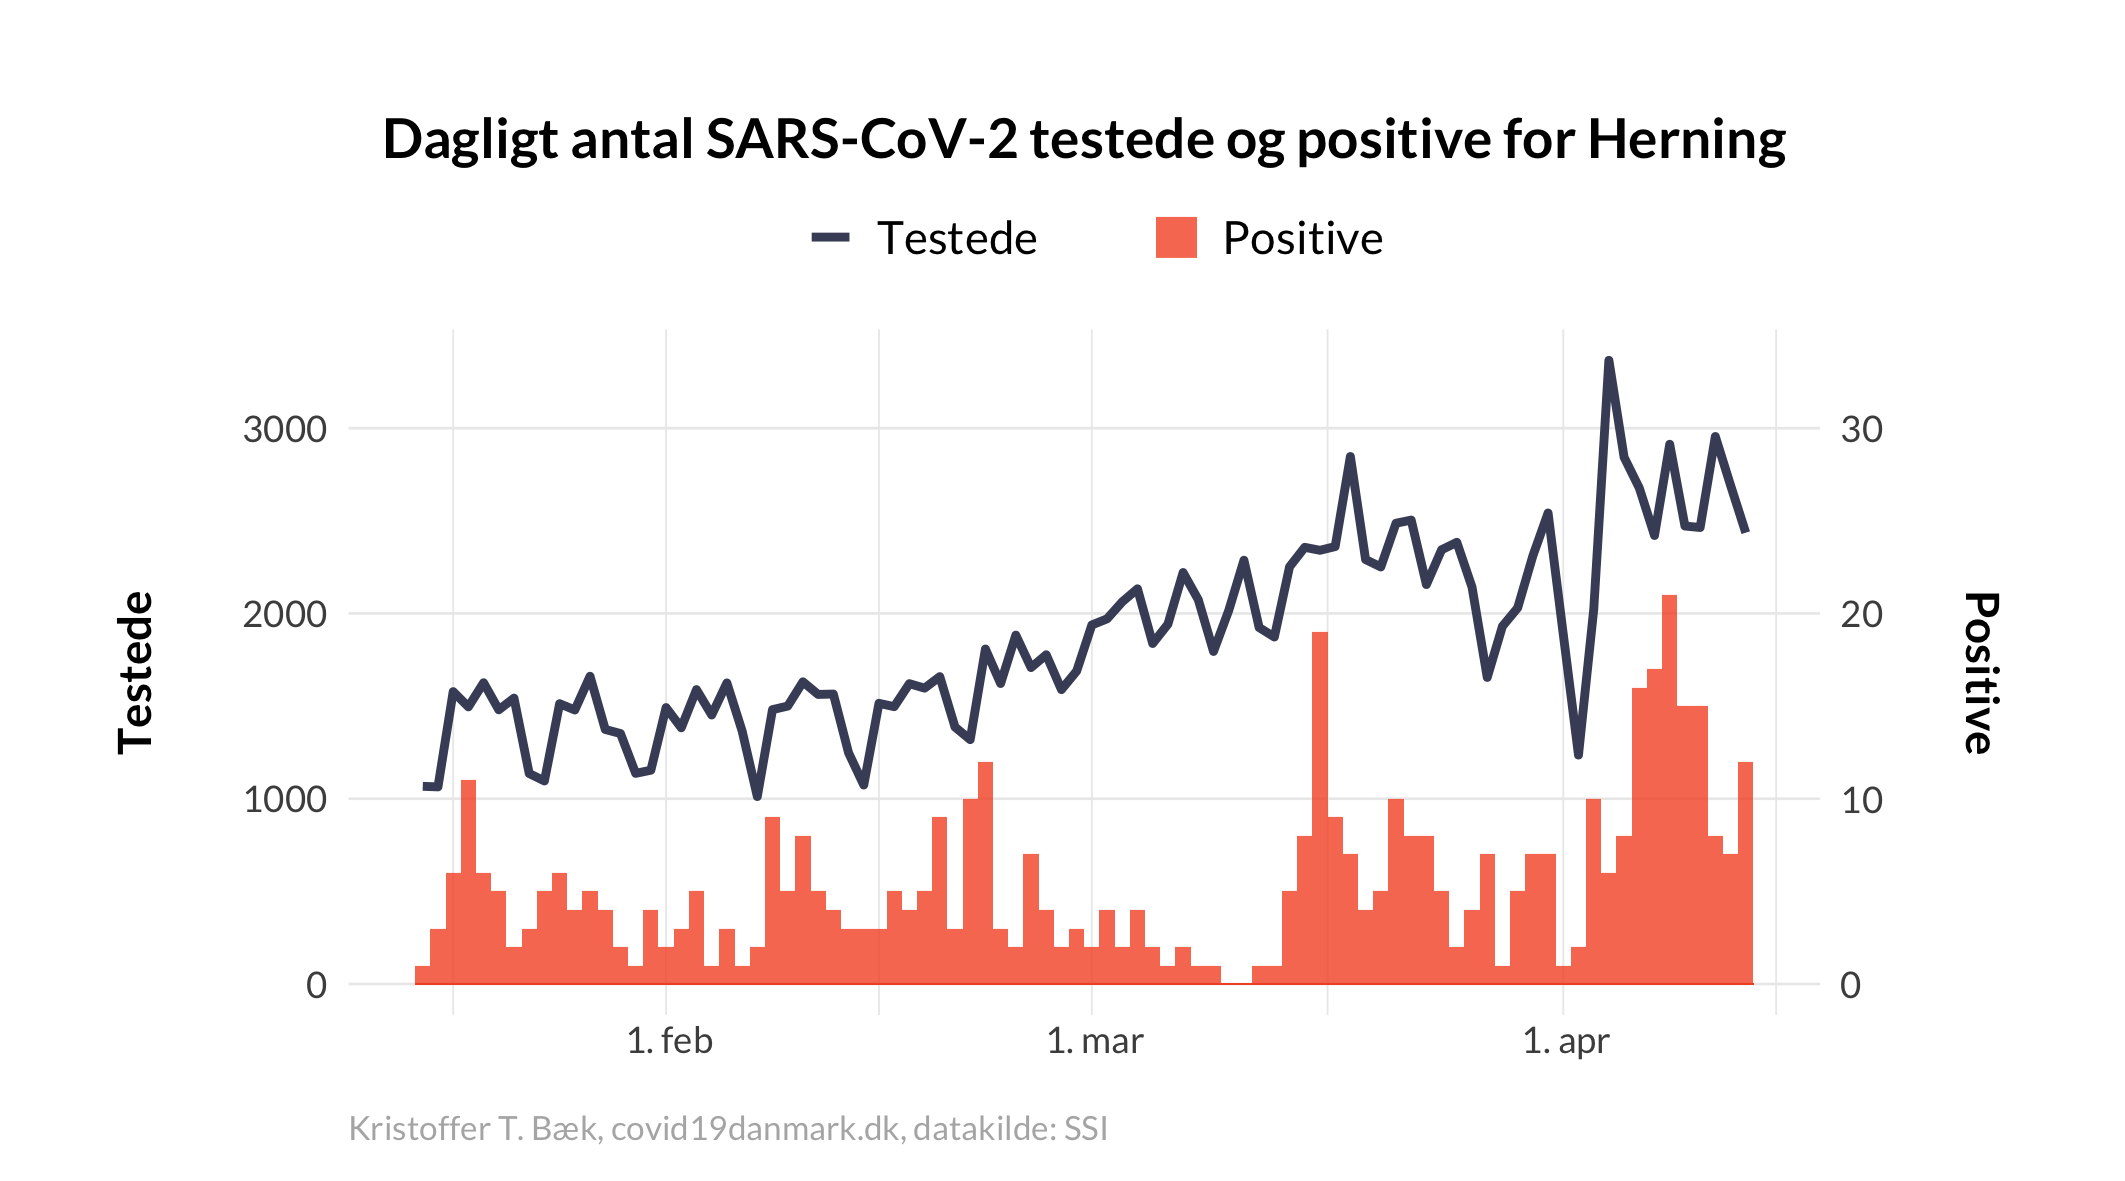 Dagligt antal SARS-CoV-2 testede og positive for Herning
Testede
Positive
Testede
3000
2000
1000
0
30
20
10
0
Positive
1. feb
1. mar
1. apr
Kristoffer T. Bæk, covid19danmark.dk, datakilde: SSI